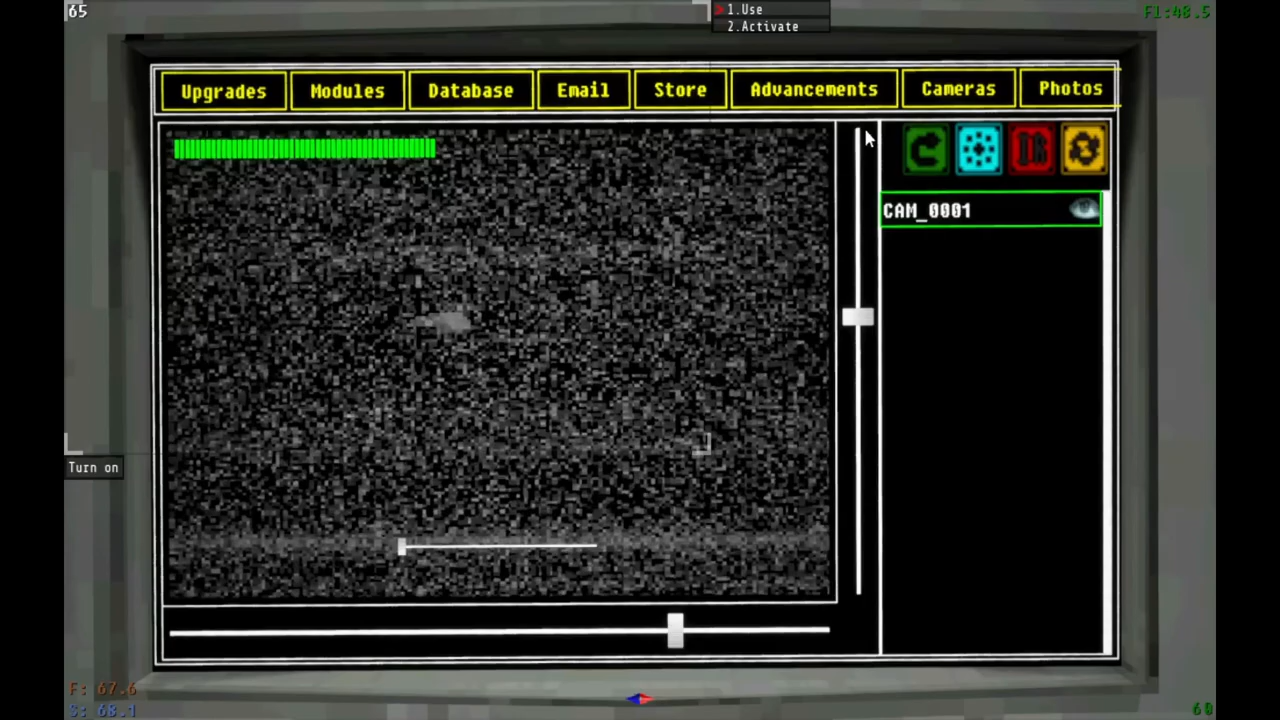 65
1.Use
F1:48.5
2.Activate
Upgrades Modules Database Email Store Advancements Cameras Photos
CAM_0001
Turn on
F: 67.6
S: 68.1
60